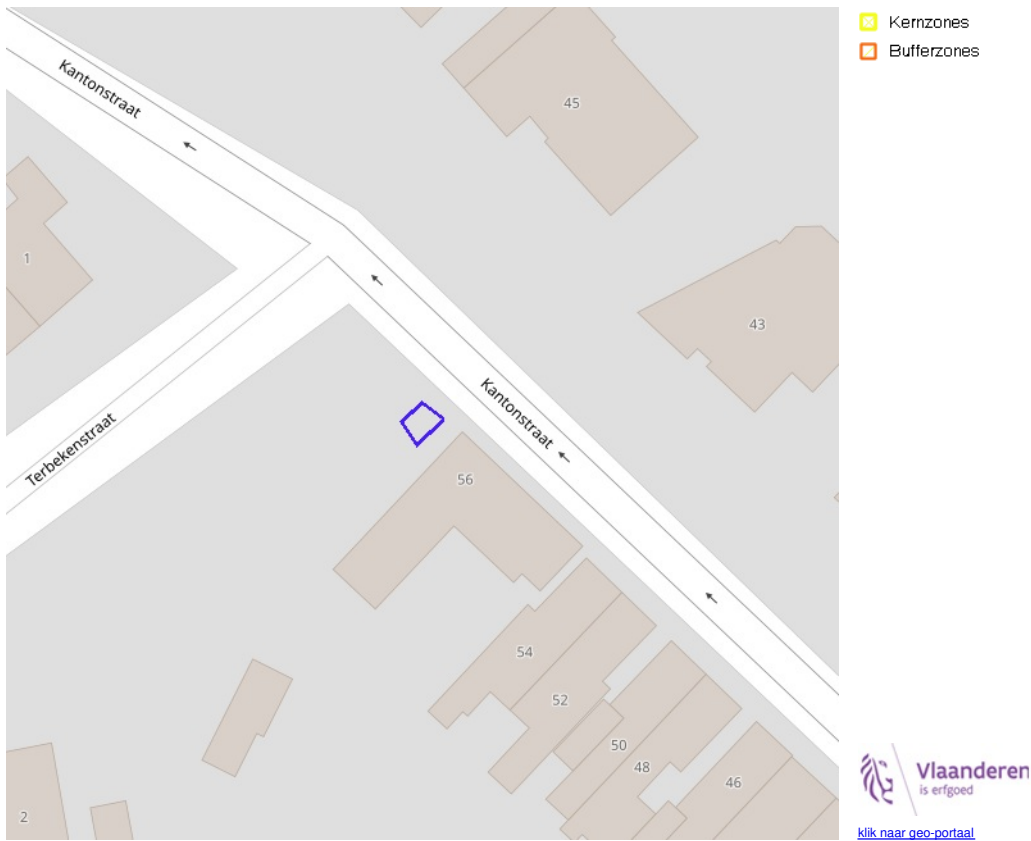 Kernzones
Bufferzones
Kantonstraat
45
1
43
Kantonstraat
Terbekenstraat
56
54
52
50
48
46
2
Vlaanderen
is erfgoed
klik naar geo-portaal